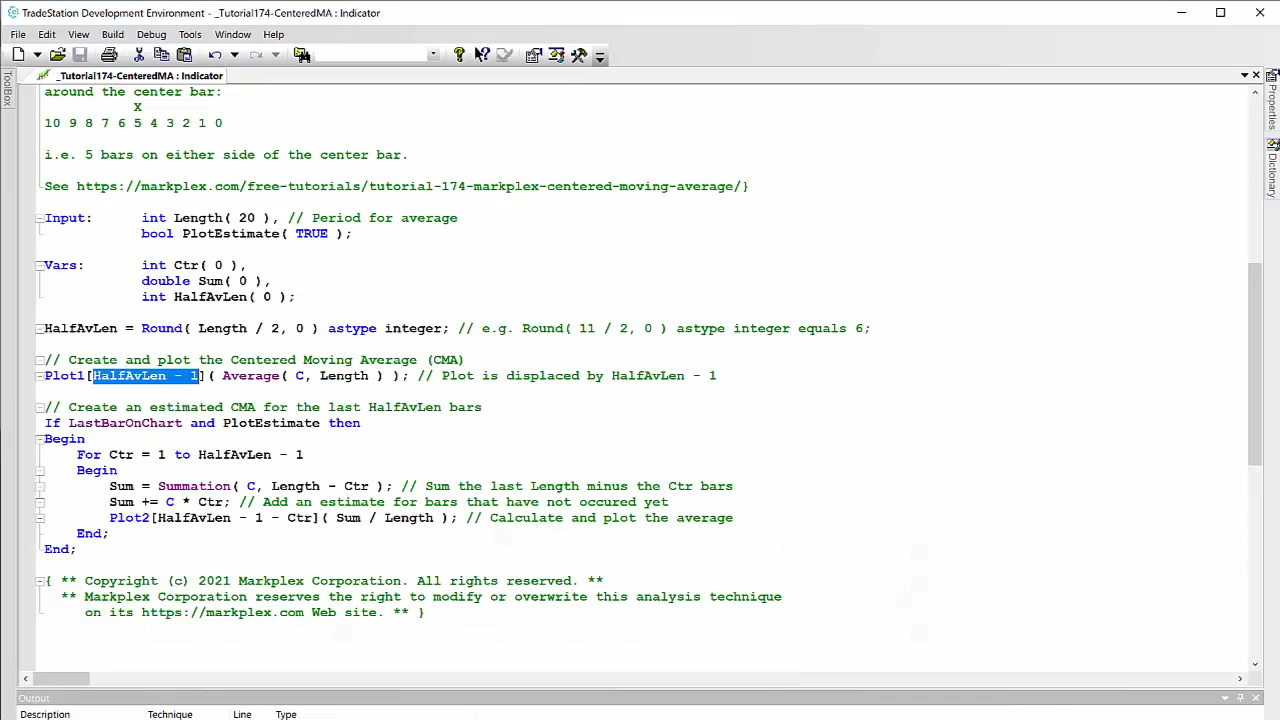 TradeStation Development Environment - _Tutorial174-CenteredMA : Indicator
File Edit View Build Debug Tools Window Help
_Tutorial174-CenteredMA : Indicator
ToolBox
Properties
Dictionary
around the center bar:
X
10 9 8 7 6 5 4 3 2 1 0
i.e. 5 bars on either side of the center bar.
See https://markplex.com/free-tutorials/tutorial-174-markplex-centered-moving-average/}
Input: int Length( 20 ), // Period for average
bool PlotEstimate( TRUE );
Vars: int Ctr( 0 ),
double Sum( 0 ),
int HalfAvLen( 0 );
HalfAvLen = Round( Length / 2, 0 ) astype integer; // e.g. Round( 11 / 2, 0 ) astype integer equals 6;
// Create and plot the Centered Moving Average (CMA)
Plot1[HalfAvLen - 1]( Average( C, Length ) ); // Plot is displaced by HalfAvLen - 1
// Create an estimated CMA for the last HalfAvLen bars
If LastBarOnChart and PlotEstimate then
Begin
For Ctr = 1 to HalfAvLen - 1
Begin
Sum = Summation( C, Length - Ctr ); // Sum the last Length minus the Ctr bars
Sum += C * Ctr; // Add an estimate for bars that have not occured yet
Plot2[HalfAvLen - 1 - Ctr]( Sum / Length ); // Calculate and plot the average
End;
End;
{ ** Copyright (c) 2021 Markplex Corporation. All rights reserved. **
** Markplex Corporation reserves the right to modify or overwrite this analysis technique
on its https://markplex.com Web site. ** }
Output
Description Technique Line Type